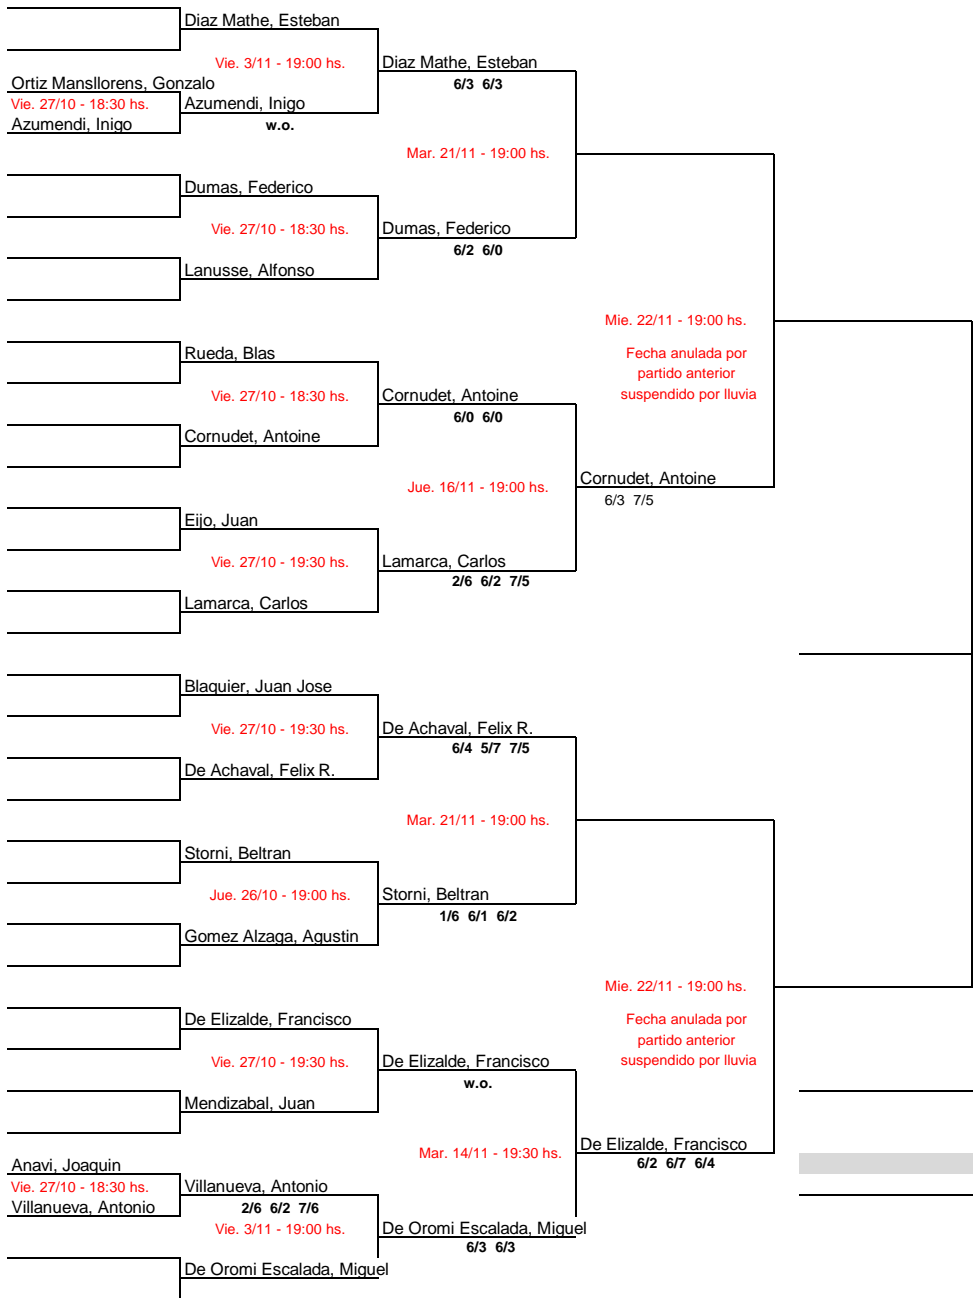 Diaz Mathe, Esteban
Vie. 3/11 - 19:00 hs.
Diaz Mathe, Esteban
6/3 6/3
Ortiz Mansllorens, Gonzalo
Vie. 27/10 - 18:30 hs.
Azumendi, Inigo
Azumendi, Inigo
w.o.
Mar. 21/11 - 19:00 hs.
Dumas, Federico
Vie. 27/10 - 18:30 hs.
Dumas, Federico
6/2 6/0
Lanusse, Alfonso
Mie. 22/11 - 19:00 hs.
Fecha anulada por
partido anterior
suspendido por lluvia
Rueda, Blas
Vie. 27/10 - 18:30 hs.
Cornudet, Antoine
6/0 6/0
Cornudet, Antoine
Jue. 16/11 - 19:00 hs.
Cornudet, Antoine
6/3 7/5
Eijo, Juan
Vie. 27/10 - 19:30 hs.
Lamarca, Carlos
2/6 6/2 7/5
Lamarca, Carlos
Blaquier, Juan Jose
Vie. 27/10 - 19:30 hs.
De Achaval, Felix R.
6/4 5/7 7/5
De Achaval, Felix R.
Mar. 21/11 - 19:00 hs.
Storni, Beltran
Jue. 26/10 - 19:00 hs.
Storni, Beltran
1/6 6/1 6/2
Gomez Alzaga, Agustin
Mie. 22/11 - 19:00 hs.
Fecha anulada por
partido anterior
suspendido por lluvia
De Elizalde, Francisco
Vie. 27/10 - 19:30 hs.
De Elizalde, Francisco
w.o.
Mendizabal, Juan
Mar. 14/11 - 19:30 hs.
De Elizalde, Francisco
6/2 6/7 6/4
Anavi, Joaquin
Vie. 27/10 - 18:30 hs.
Villanueva, Antonio
Villanueva, Antonio
2/6 6/2 7/6
Vie. 3/11 - 19:00 hs.
De Oromi Escalada, Miguel
6/3 6/3
De Oromi Escalada, Miguel